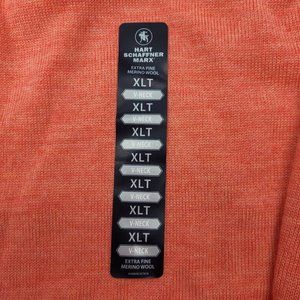 HART
SCHAFFNER
MARX
EXTRA FINE
MERINO WOOL
XLT
V-NECK
XLT
V-NECK
XLT
V-NECK
XLT
V-NECK
XLT
V-NECK
XLT
V-NECK
XLT
V-NECK
EXTRA FINE
MERINO WOOL